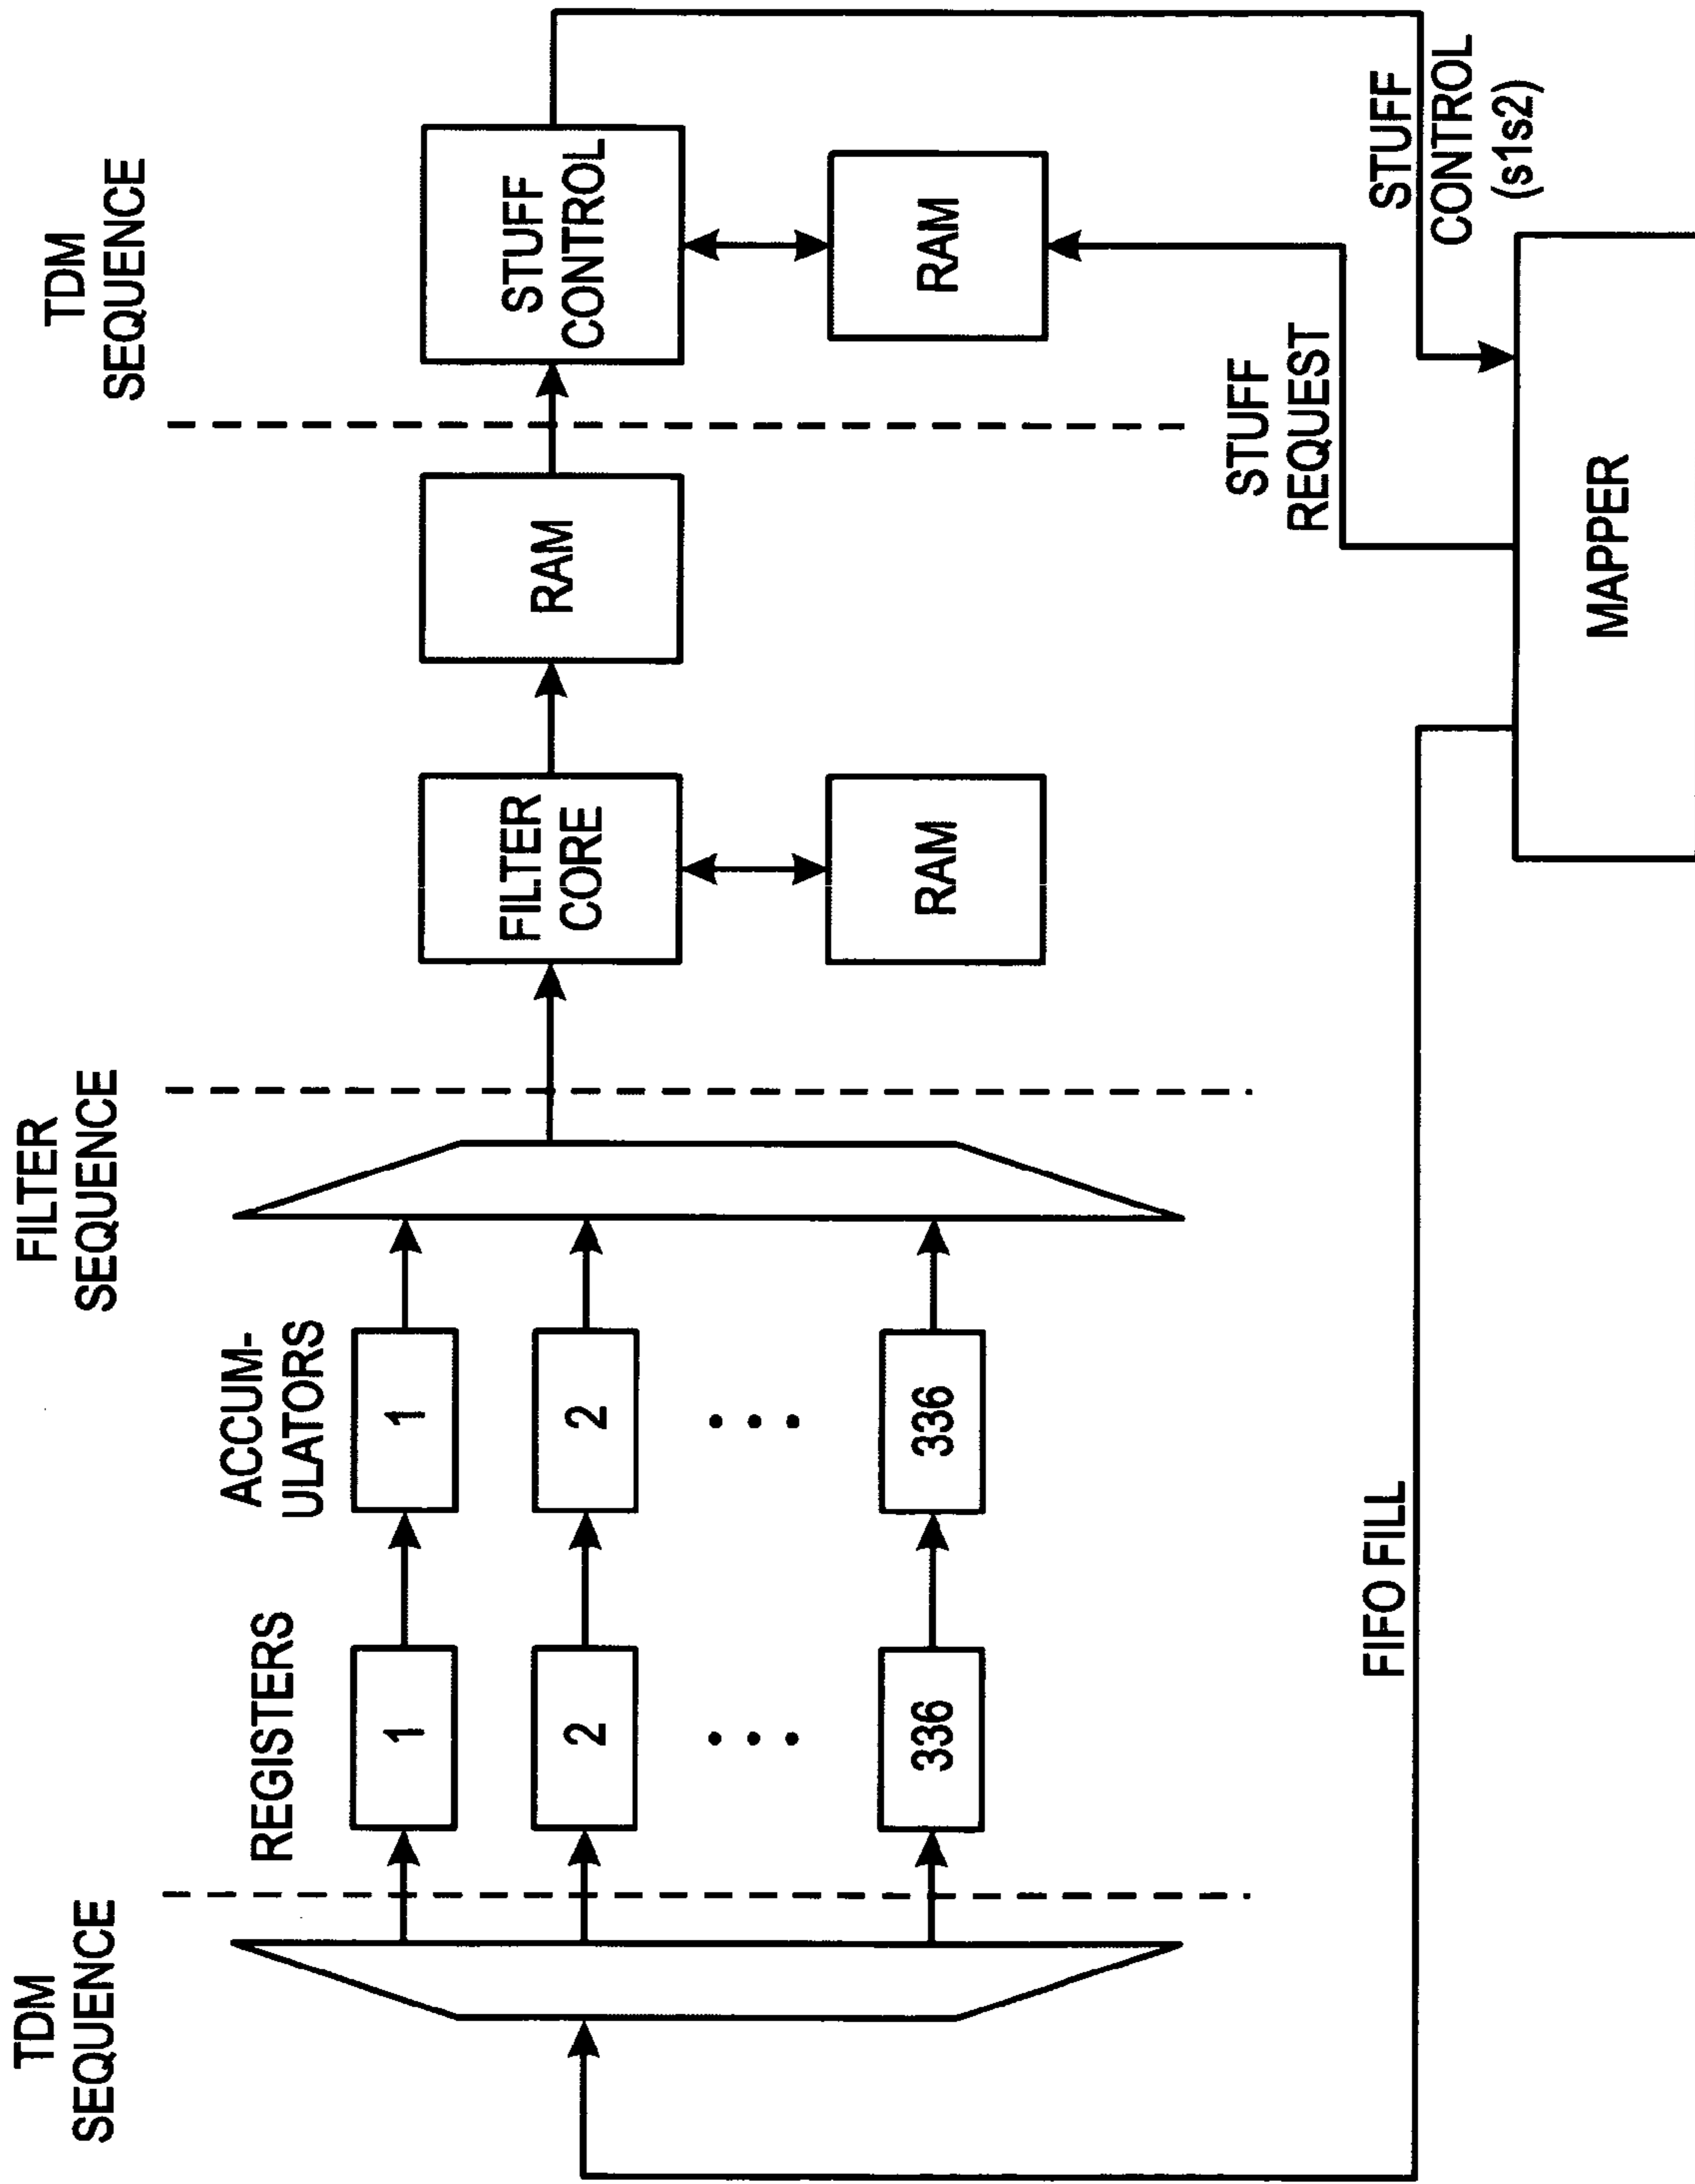 TDM
SEQUENCE
FILTER
SEQUENCE
TDM
SEQUENCE
REGISTERS
ACCUM-
ULATORS
1
1
2
2
336
336
FILTER
CORE
RAM
RAM
STUFF
CONTROL
RAM
FIFO FILL
STUFF
REQUEST
STUFF
CONTROL
(s1s2)
MAPPER